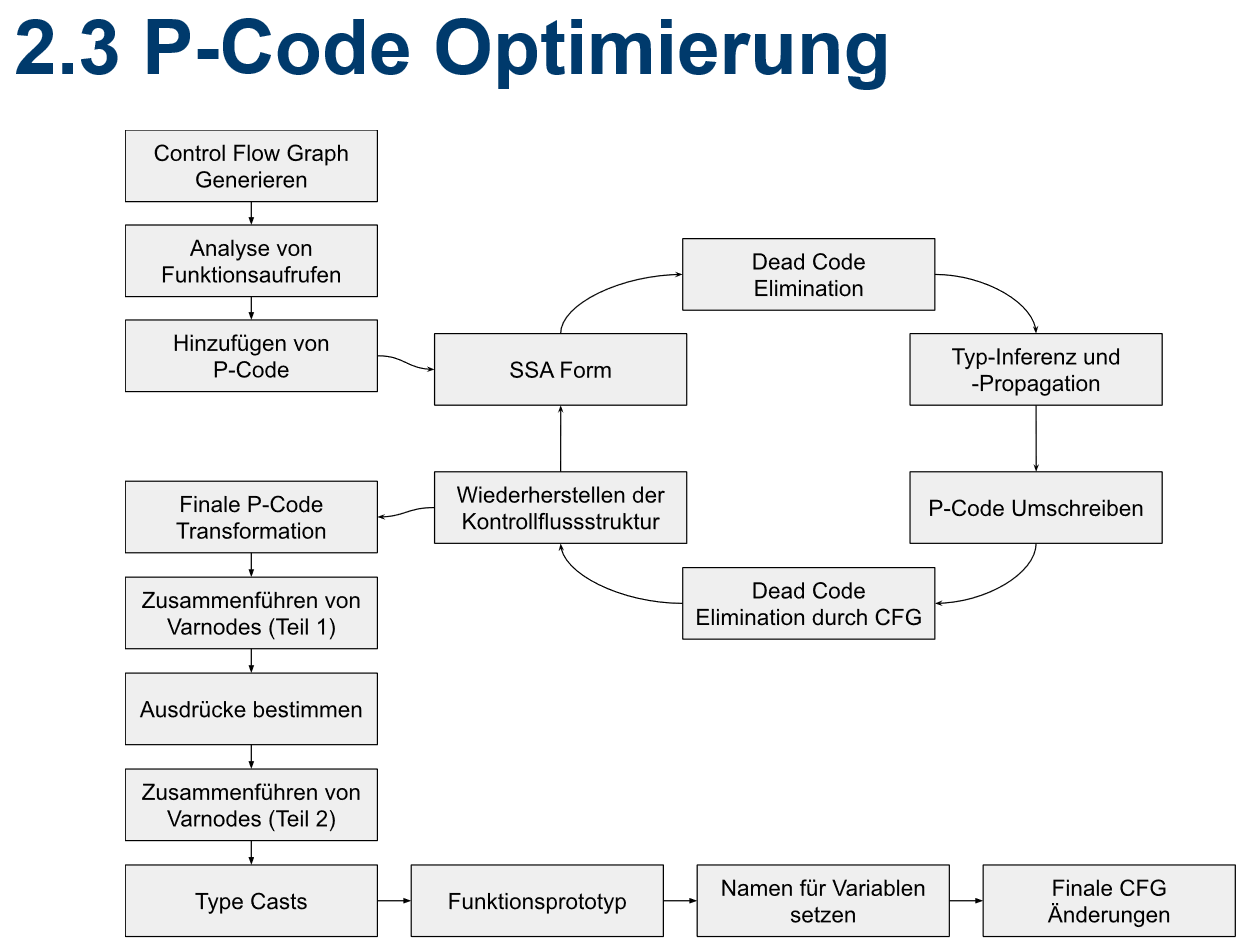 2.3 P-Code Optimierung
Control Flow Graph
Generieren
Analyse von
Funktionsaufrufen
Hinzufügen von
P-Code
SSA Form
Dead Code
Elimination
Typ-Inferenz und
-Propagation
P-Code Umschreiben
Dead Code
Elimination durch CFG
Wiederherstellen der
Kontrollflussstruktur
Finale P-Code
Transformation
Zusammenführen von
Varnodes (Teil 1)
Ausdrücke bestimmen
Zusammenführen von
Varnodes (Teil 2)
Type Casts
Funktionsprototyp
Namen für Variablen
setzen
Finale CFG
Änderungen